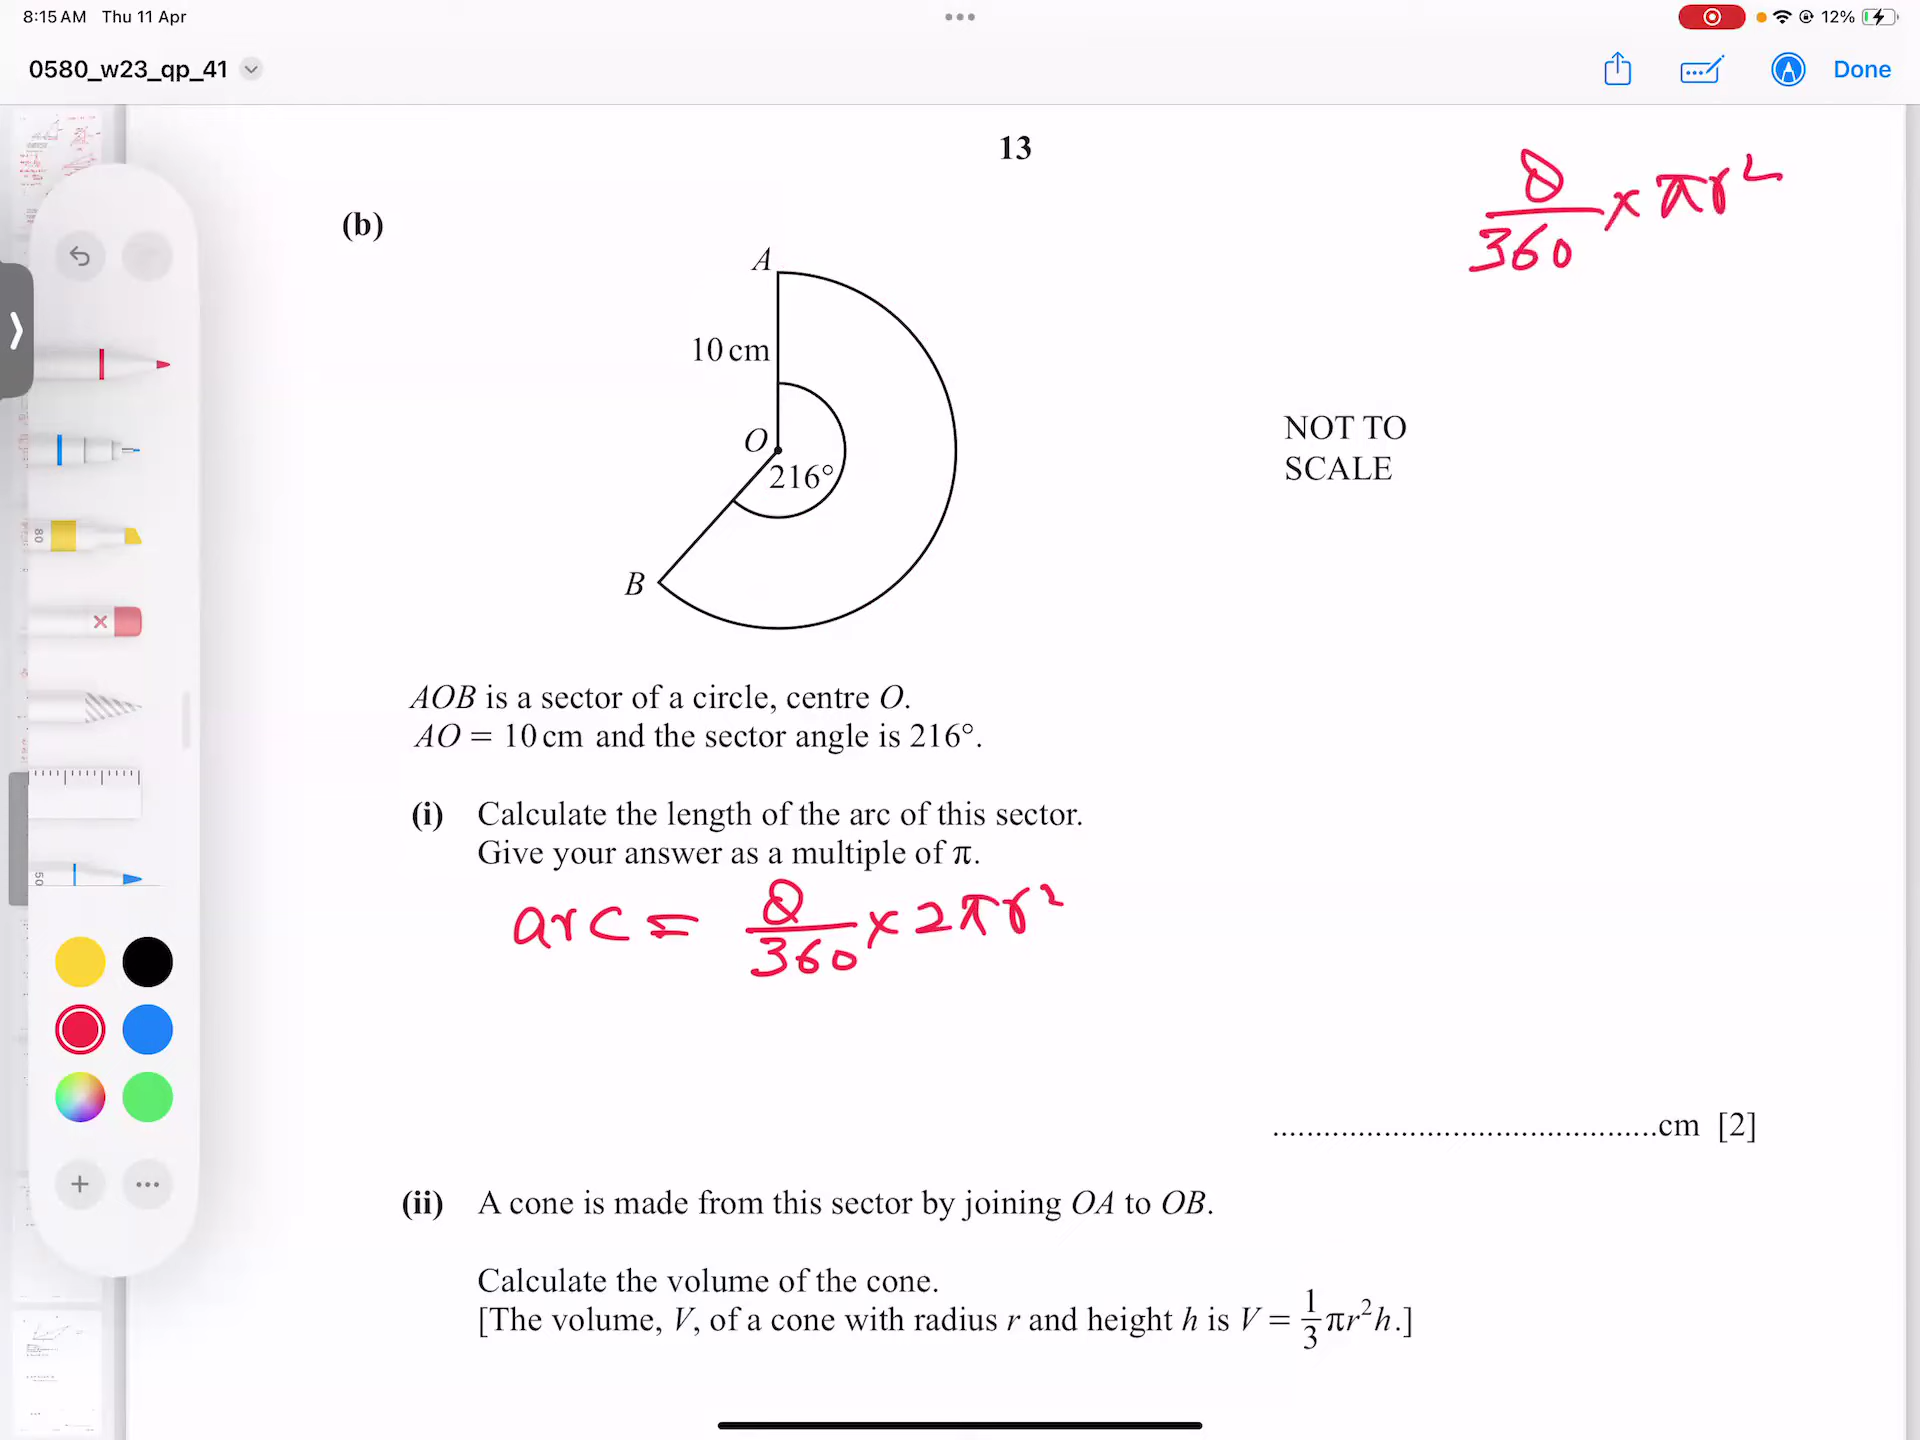 8:15 AM Thu 11 Apr
12%
0580_w23_qp_41
Done
13
θ/360 × πr²
(b)
A
10 cm
O
216°
B
NOT TO
SCALE
AOB is a sector of a circle, centre O.
AO = 10 cm and the sector angle is 216°.
(i) Calculate the length of the arc of this sector.
Give your answer as a multiple of π.
arc = θ/360 × 2πr²
..............................................cm [2]
(ii) A cone is made from this sector by joining OA to OB.
Calculate the volume of the cone.
[The volume, V, of a cone with radius r and height h is V = 1/3 πr²h.]
80
50